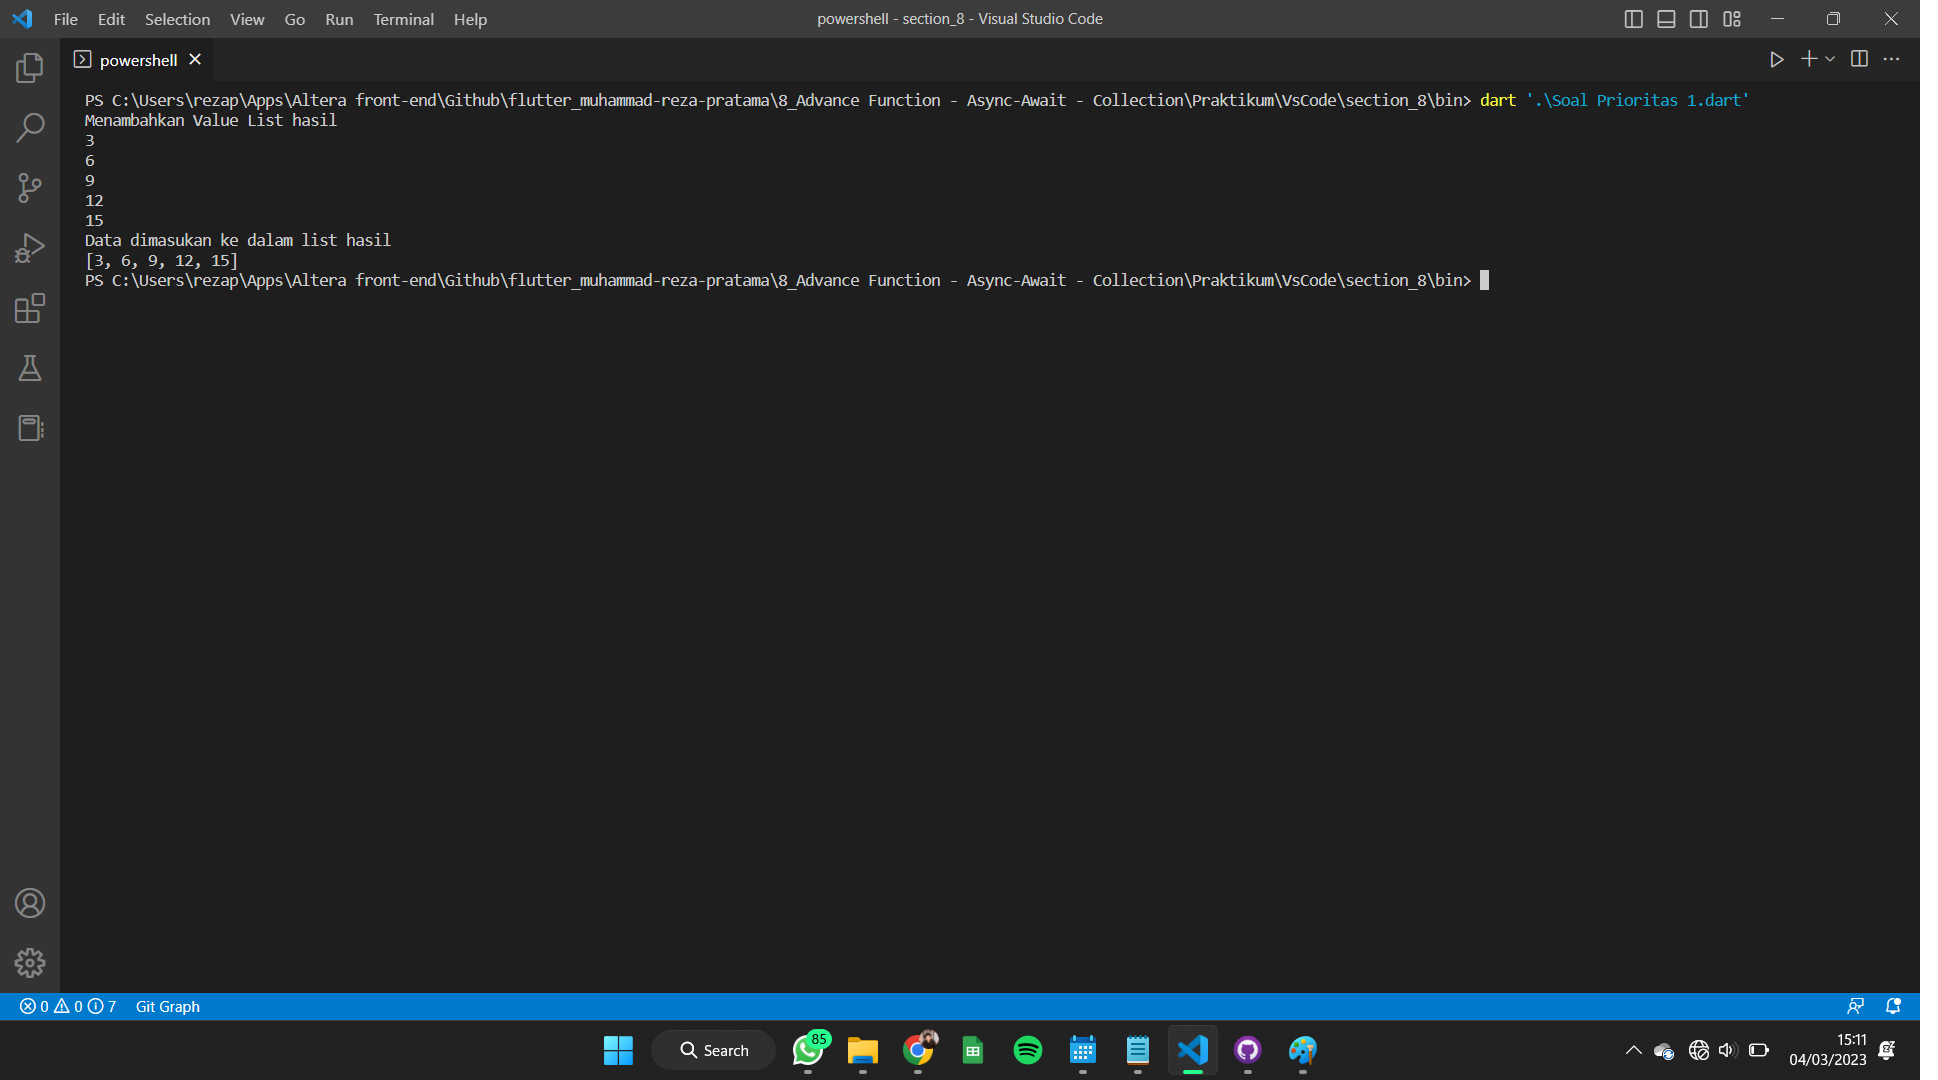 File Edit Selection View Go Run Terminal Help
powershell - section_8 - Visual Studio Code
powershell
PS C:\Users\rezap\Apps\Altera front-end\Github\flutter_muhammad-reza-pratama\8_Advance Function - Async-Await - Collection\Praktikum\VsCode\section_8\bin> dart '.\Soal Prioritas 1.dart'
Menambahkan Value List hasil
3
6
9
12
15
Data dimasukan ke dalam list hasil
[3, 6, 9, 12, 15]
PS C:\Users\rezap\Apps\Altera front-end\Github\flutter_muhammad-reza-pratama\8_Advance Function - Async-Await - Collection\Praktikum\VsCode\section_8\bin>
0 0 7 Git Graph
Search
85
15:11
04/03/2023